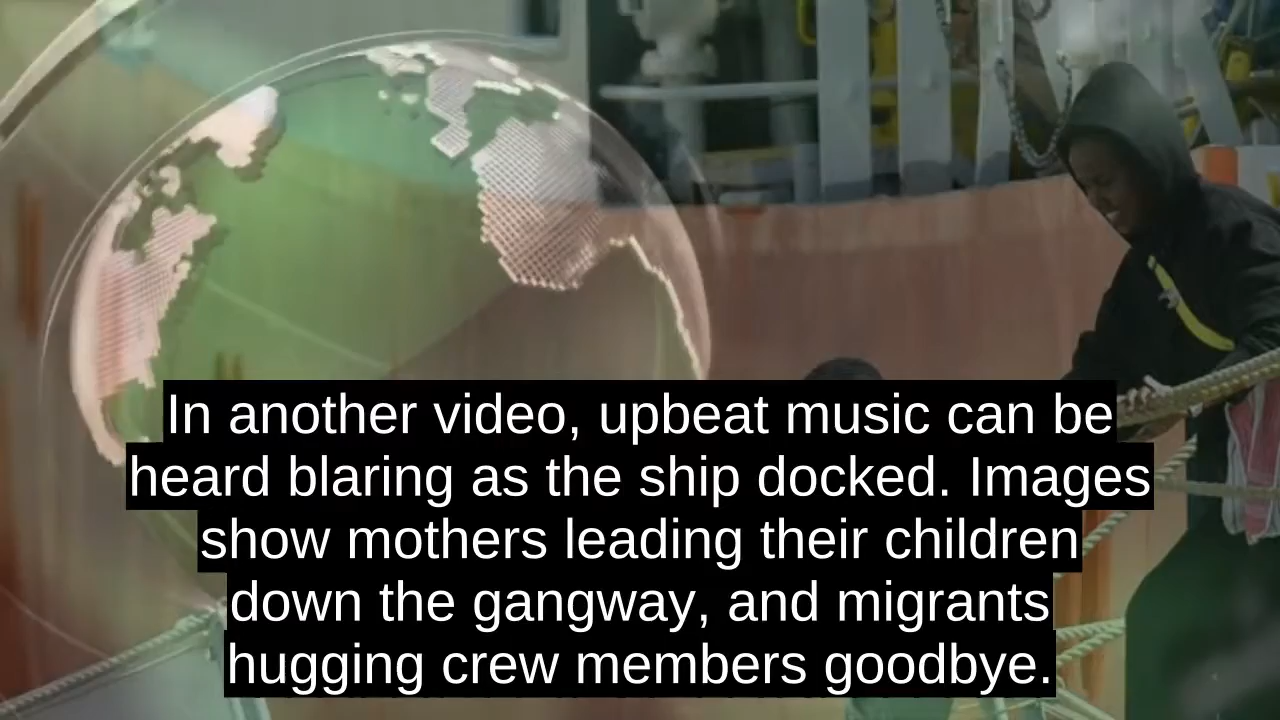 In another video, upbeat music can be
heard blaring as the ship docked. Images
show mothers leading their children
down the gangway, and migrants
hugging crew members goodbye.